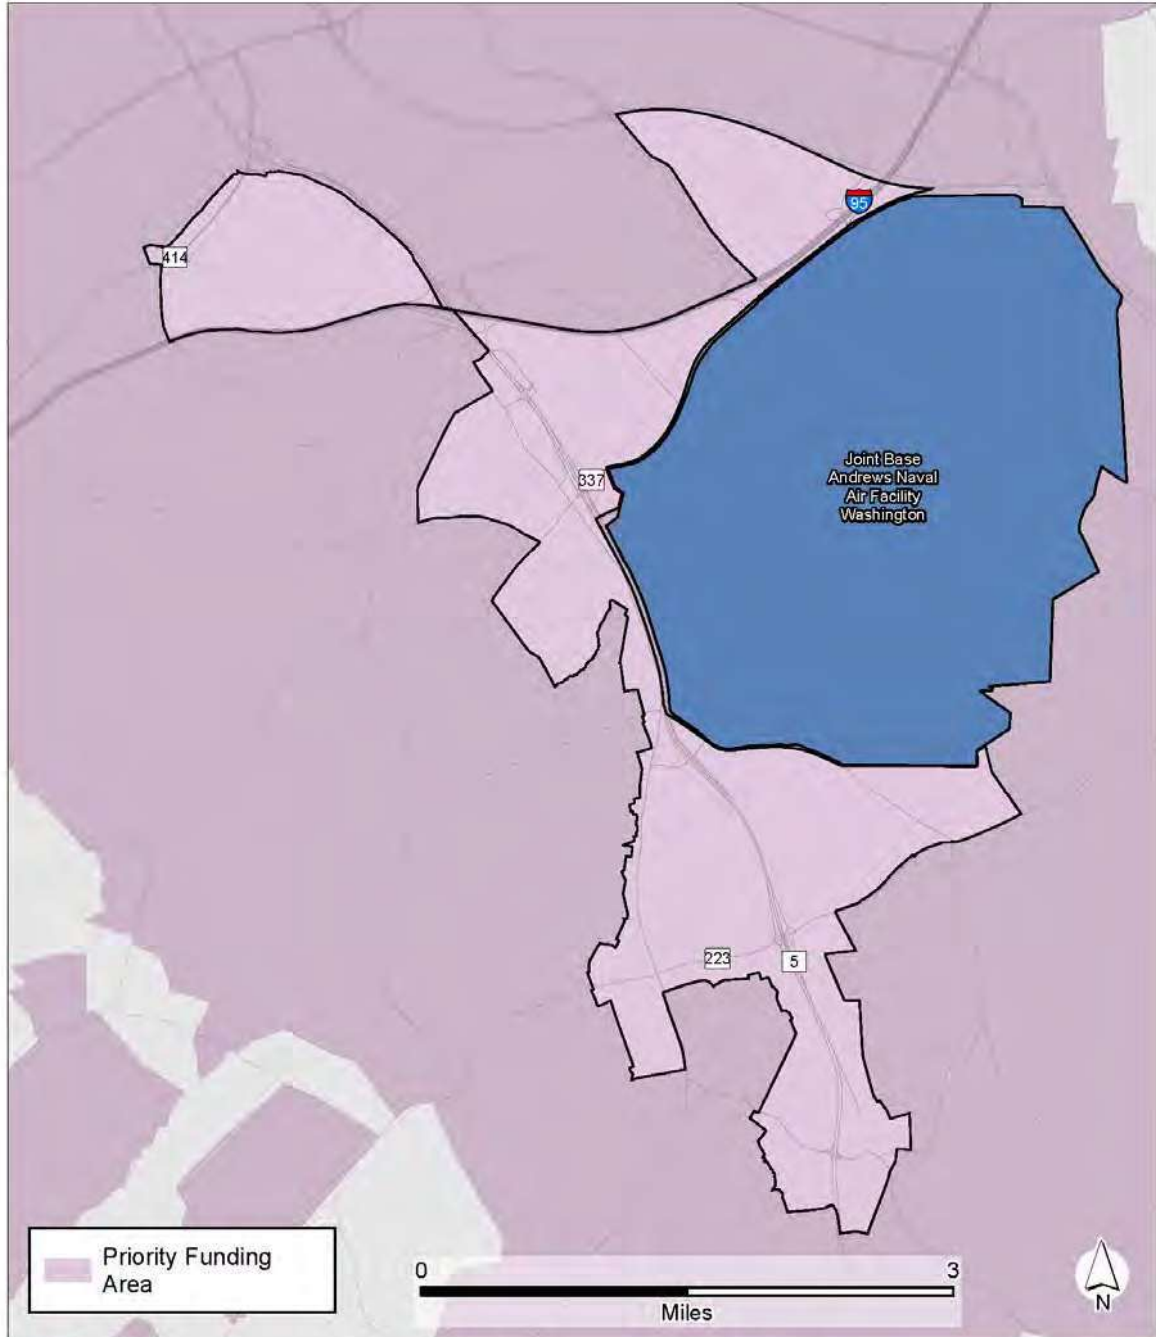 95
414
Joint Base
Andrews Naval
Air Facility
Washington
337
223
5
Priority Funding
Area
0
3
Miles
N